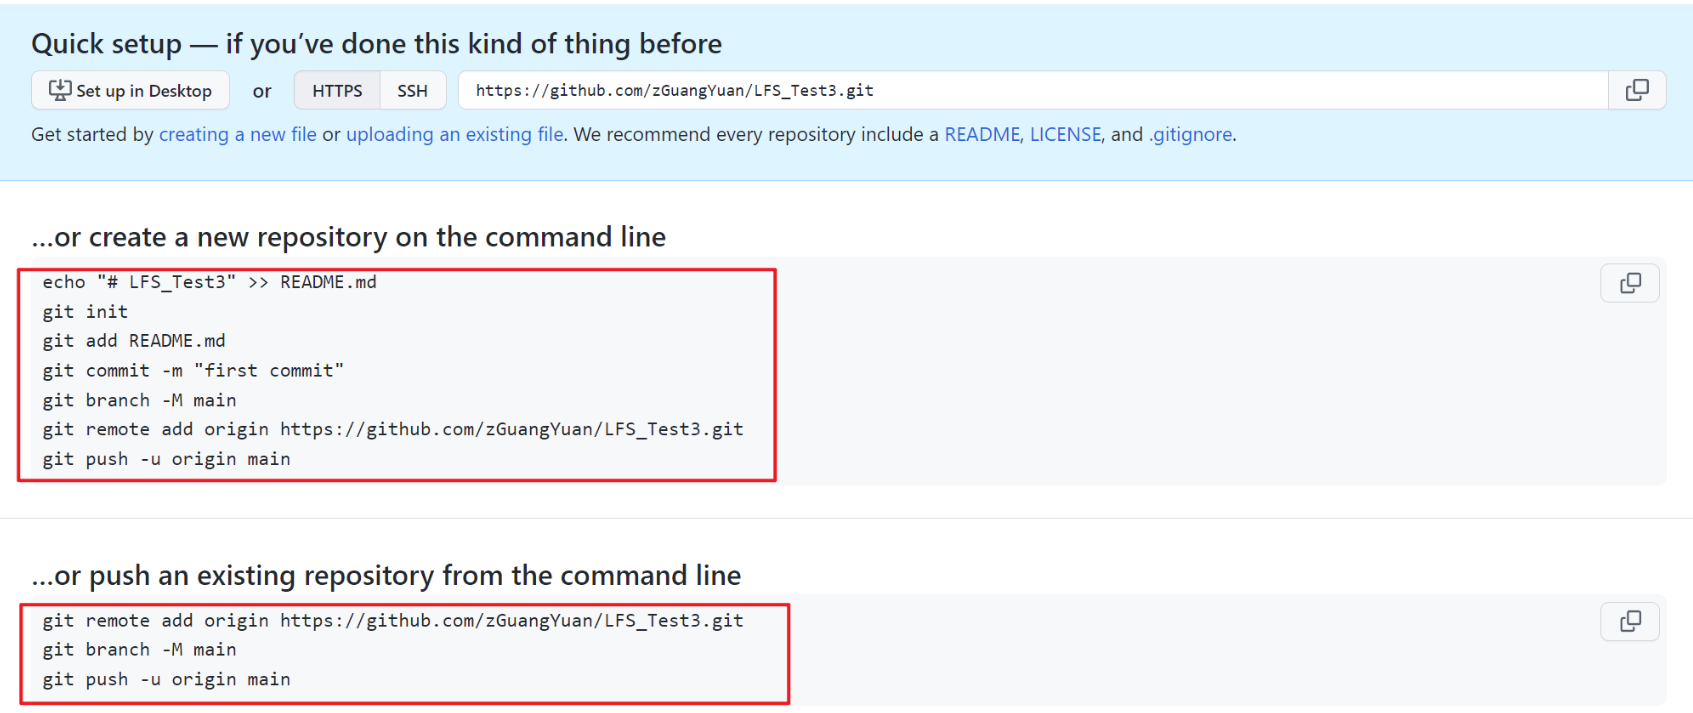 Quick setup — if you’ve done this kind of thing before
Set up in Desktop or HTTPS SSH https://github.com/zGuangYuan/LFS_Test3.git
Get started by creating a new file or uploading an existing file. We recommend every repository include a README, LICENSE, and .gitignore.
…or create a new repository on the command line
echo "# LFS_Test3" >> README.md
git init
git add README.md
git commit -m "first commit"
git branch -M main
git remote add origin https://github.com/zGuangYuan/LFS_Test3.git
git push -u origin main
…or push an existing repository from the command line
git remote add origin https://github.com/zGuangYuan/LFS_Test3.git
git branch -M main
git push -u origin main